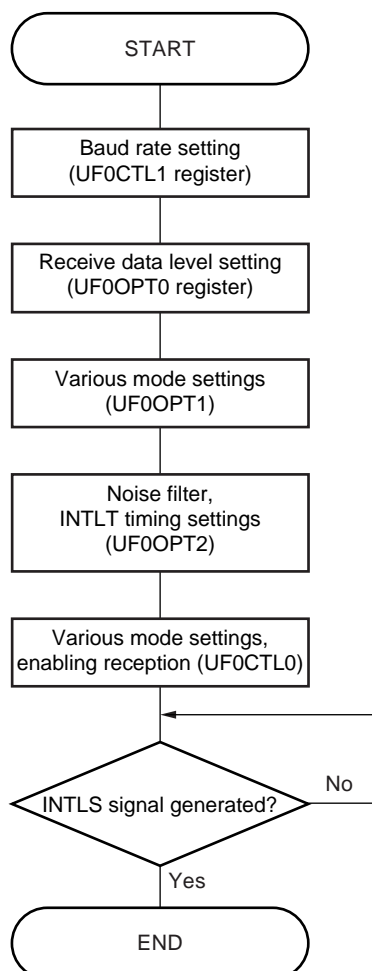 START
Baud rate setting
(UF0CTL1 register)
Receive data level setting
(UF0OPT0 register)
Various mode settings
(UF0OPT1)
Noise filter,
INTLT timing settings
(UF0OPT2)
Various mode settings,
enabling reception (UF0CTL0)
INTLS signal generated?
No
Yes
END